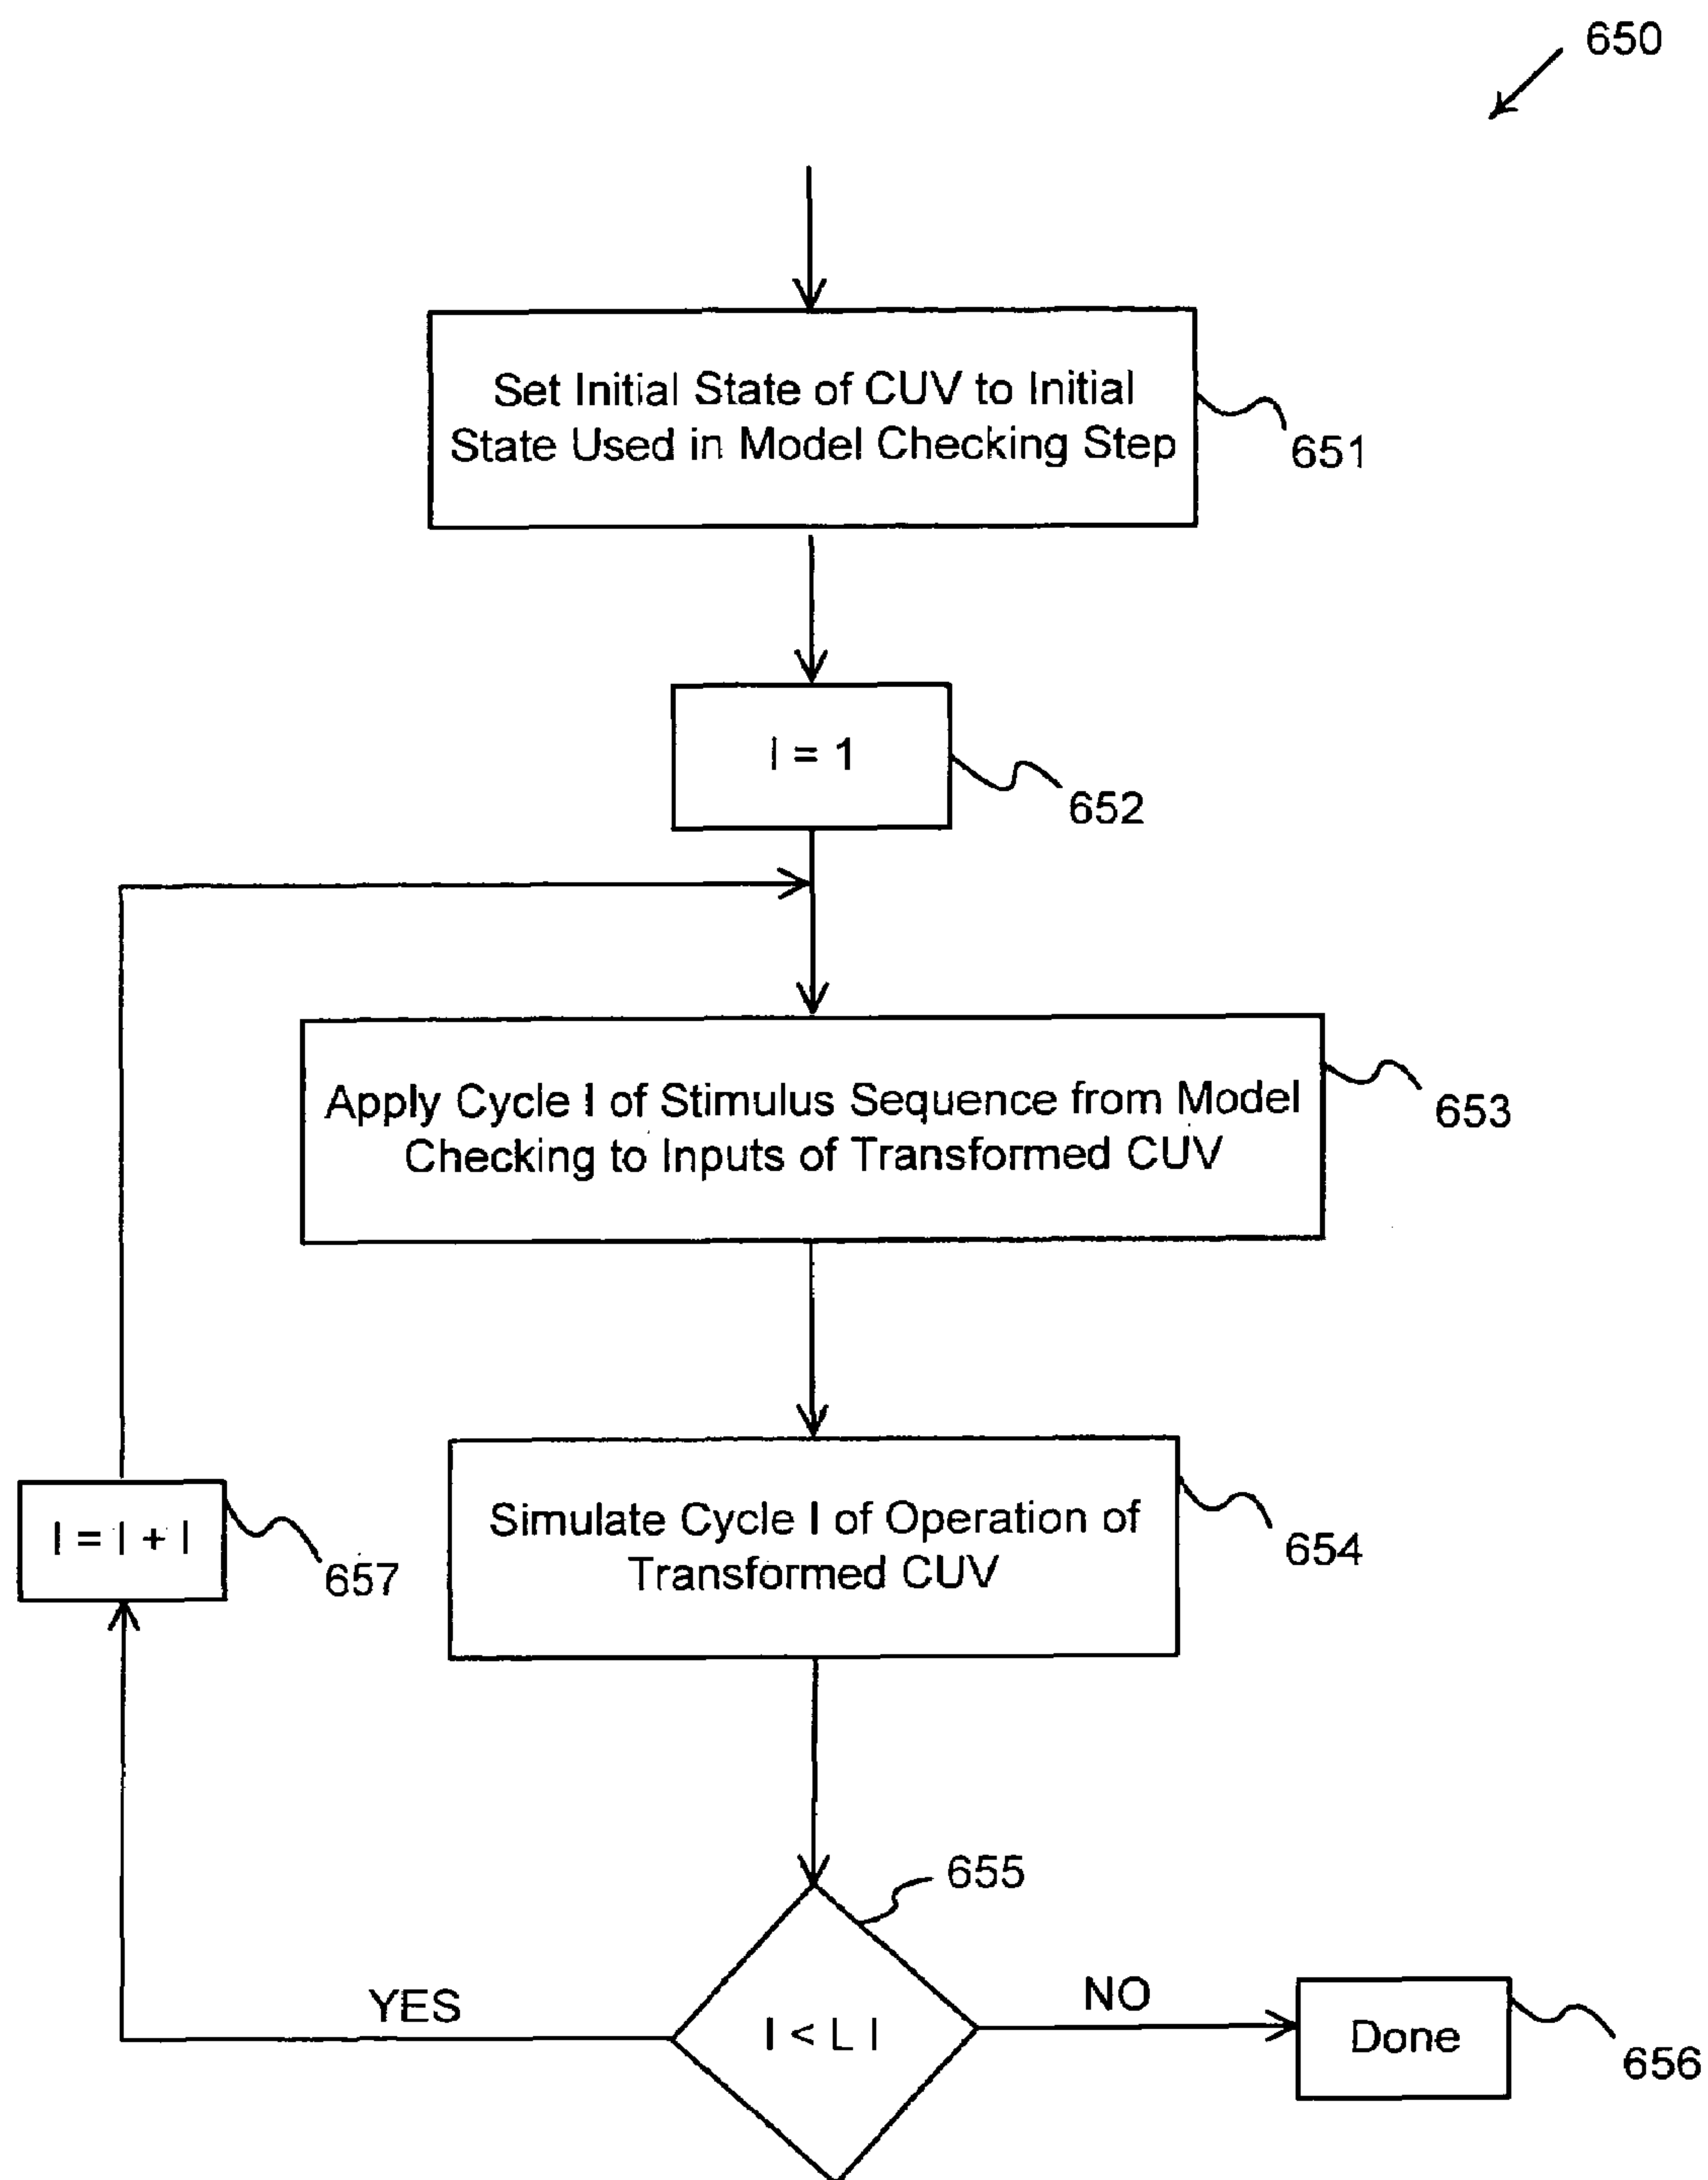 650
Set Initial State of CUV to Initial
State Used in Model Checking Step
651
I = 1
652
Apply Cycle I of Stimulus Sequence from Model
Checking to Inputs of Transformed CUV
653
Simulate Cycle I of Operation of
Transformed CUV
654
I = I + I
657
655
YES
I < L I
NO
Done
656